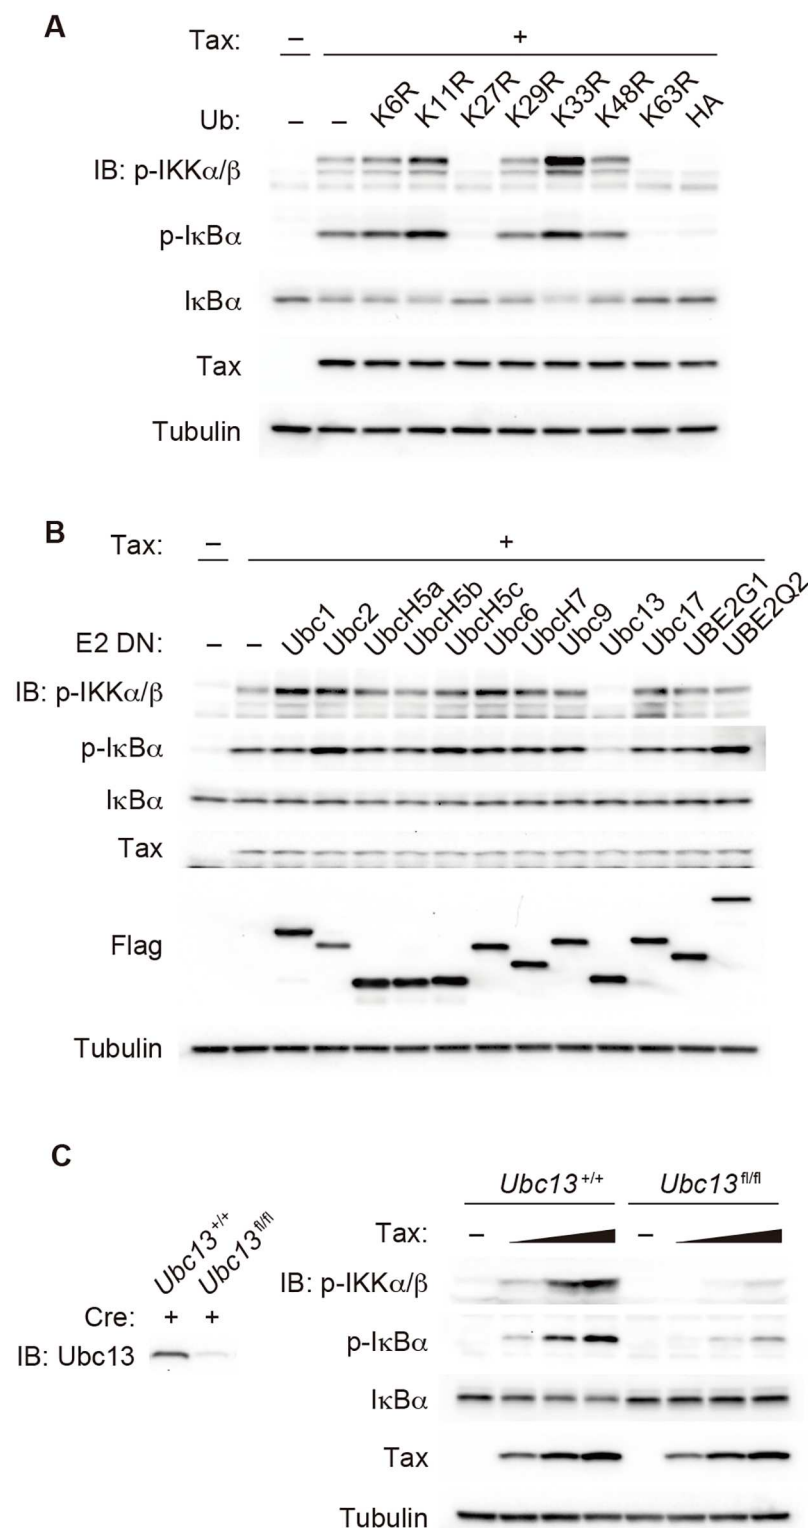 A
Tax: – +
Ub: – – K6R K11R K27R K29R K33R K48R K63R HA
IB: p-IKKα/β
p-IκBα
IκBα
Tax
Tubulin
B
Tax: – +
E2 DN: – – Ubc1 Ubc2 UbcH5a UbcH5b UbcH5c Ubc6 UbcH7 Ubc9 Ubc13 Ubc17 UBE2G1 UBE2Q2
IB: p-IKKα/β
p-IκBα
IκBα
Tax
Flag
Tubulin
C
Ubc13+/+ Ubc13fl/fl
Cre: + +
IB: Ubc13
Ubc13+/+ Ubc13fl/fl
Tax: – –
IB: p-IKKα/β
p-IκBα
IκBα
Tax
Tubulin